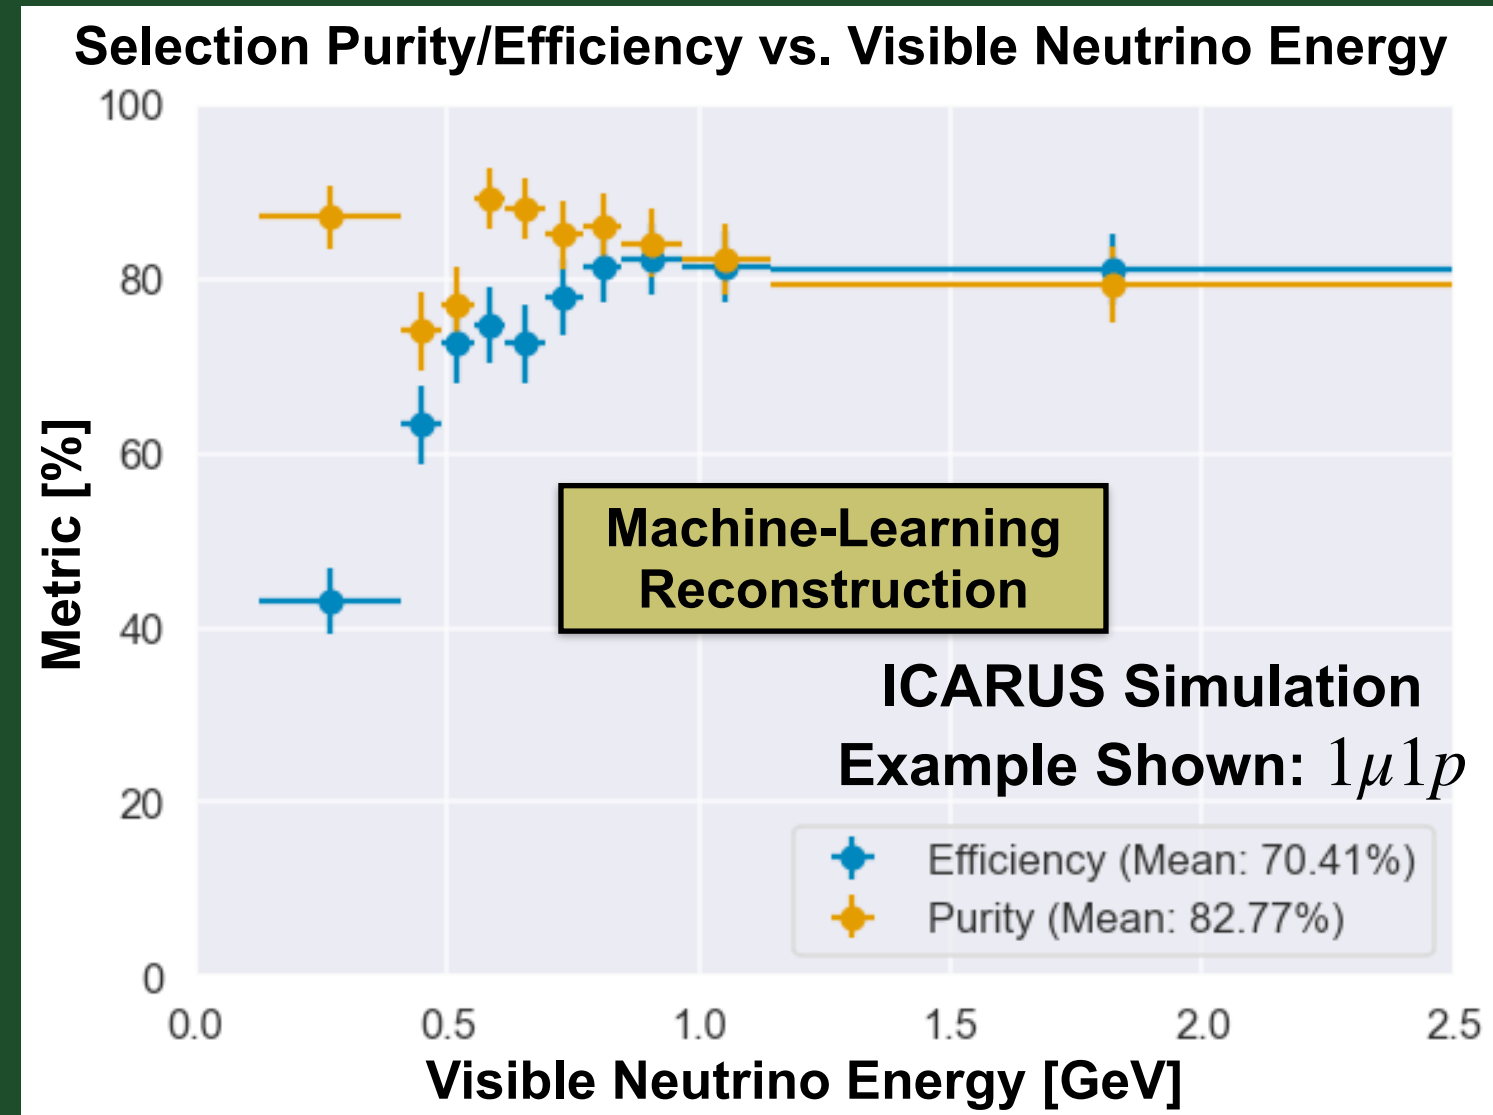 Selection Purity/Efficiency vs. Visible Neutrino Energy
100
80
60
40
20
0
Metric [%]
Machine-Learning
Reconstruction
ICARUS Simulation
Example Shown: 1μ1p
Efficiency (Mean: 70.41%)
Purity (Mean: 82.77%)
0.0 0.5 1.0 1.5 2.0 2.5
Visible Neutrino Energy [GeV]